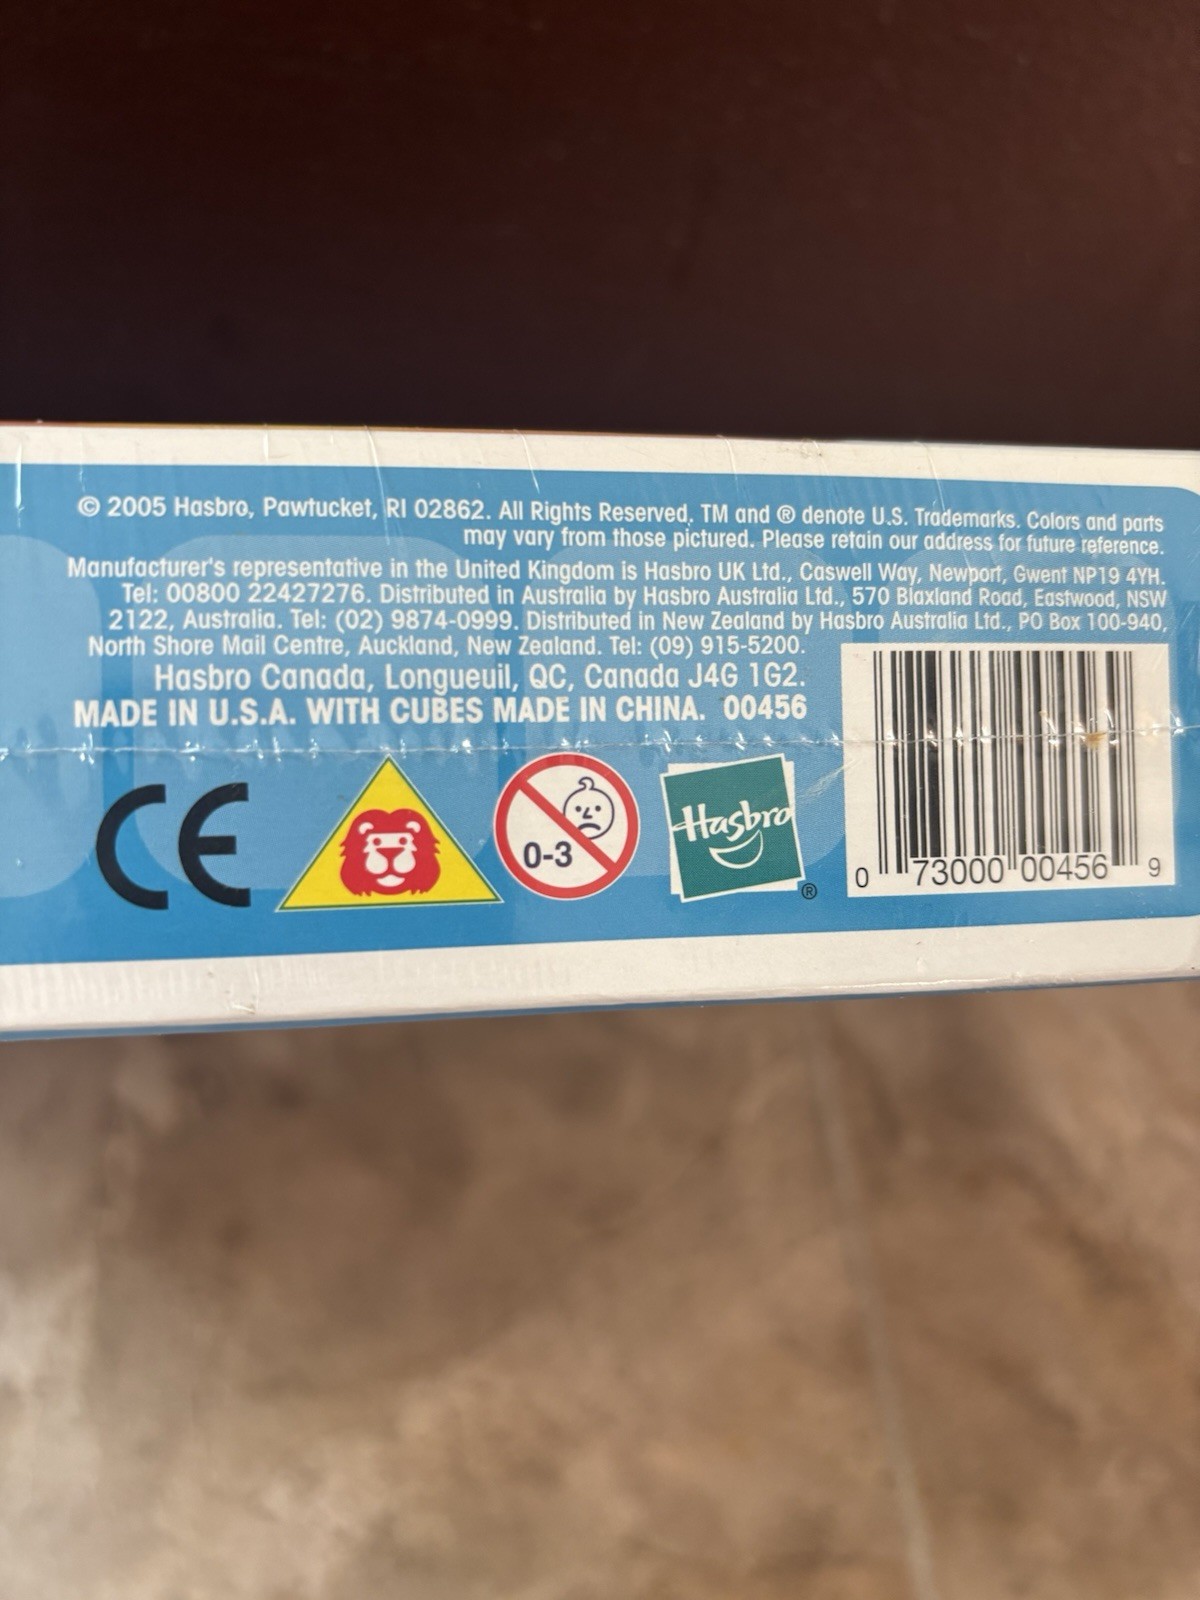 © 2005 Hasbro, Pawtucket, RI 02862. All Rights Reserved. TM and ® denote U.S. Trademarks. Colors and parts
may vary from those pictured. Please retain our address for future reference.
Manufacturer's representative in the United Kingdom is Hasbro UK Ltd., Caswell Way, Newport, Gwent NP19 4YH.
Tel: 00800 22427276. Distributed in Australia by Hasbro Australia Ltd., 570 Blaxland Road, Eastwood, NSW
2122, Australia. Tel: (02) 9874-0999. Distributed in New Zealand by Hasbro Australia Ltd., PO Box 100-940,
North Shore Mail Centre, Auckland, New Zealand. Tel: (09) 915-5200.
Hasbro Canada, Longueuil, QC, Canada J4G 1G2.
MADE IN U.S.A. WITH CUBES MADE IN CHINA. 00456
CE
0-3
Hasbro
®
0 73000 00456 9